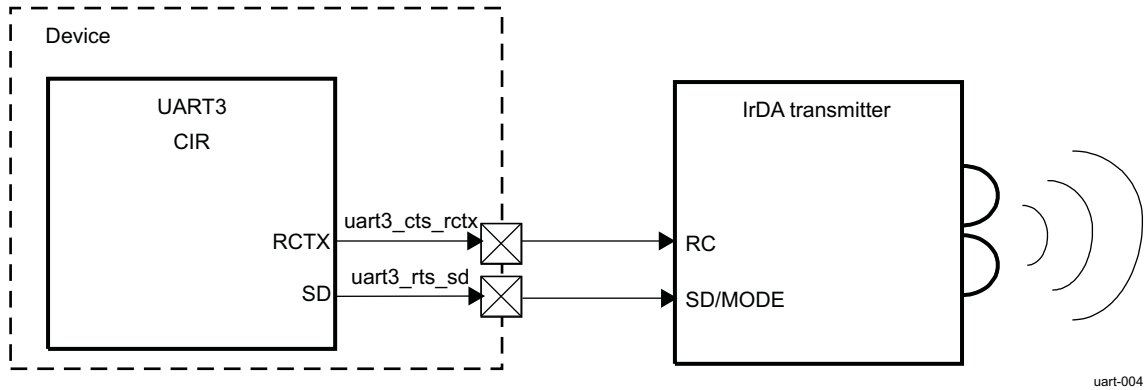 Device
UART3
CIR
IrDA transmitter
uart3_cts_rctx
RCTX
RC
uart3_rts_sd
SD
SD/MODE
uart-004